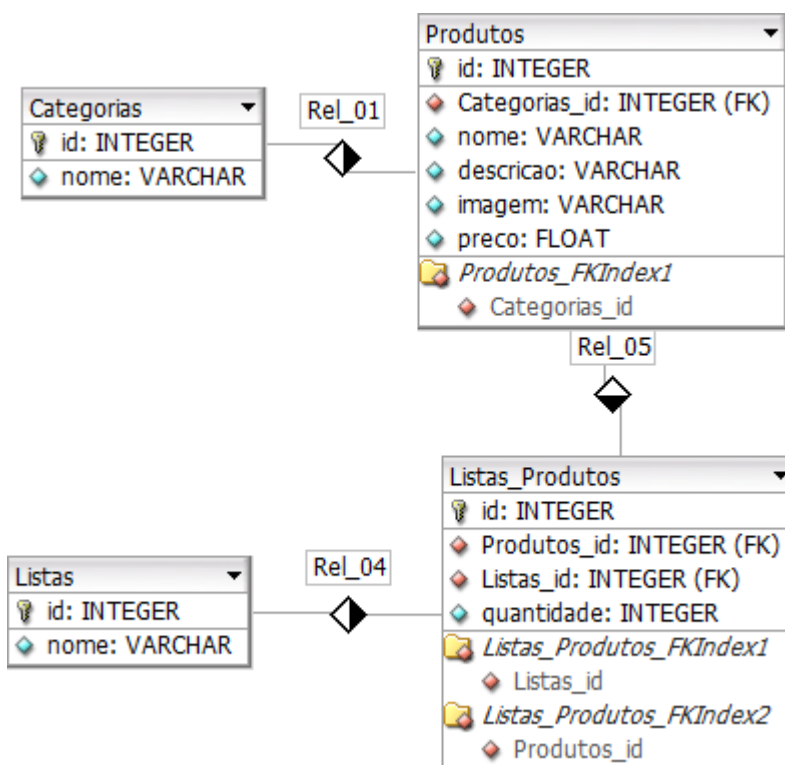 Produtos
id: INTEGER
Categorias_id: INTEGER (FK)
nome: VARCHAR
descricao: VARCHAR
imagem: VARCHAR
preco: FLOAT
Produtos_FKIndex1
Categorias_id
Categorias
id: INTEGER
nome: VARCHAR
Rel_01
Rel_05
Listas_Produtos
id: INTEGER
Produtos_id: INTEGER (FK)
Listas_id: INTEGER (FK)
quantidade: INTEGER
Listas_Produtos_FKIndex1
Listas_id
Listas_Produtos_FKIndex2
Produtos_id
Rel_04
Listas
id: INTEGER
nome: VARCHAR